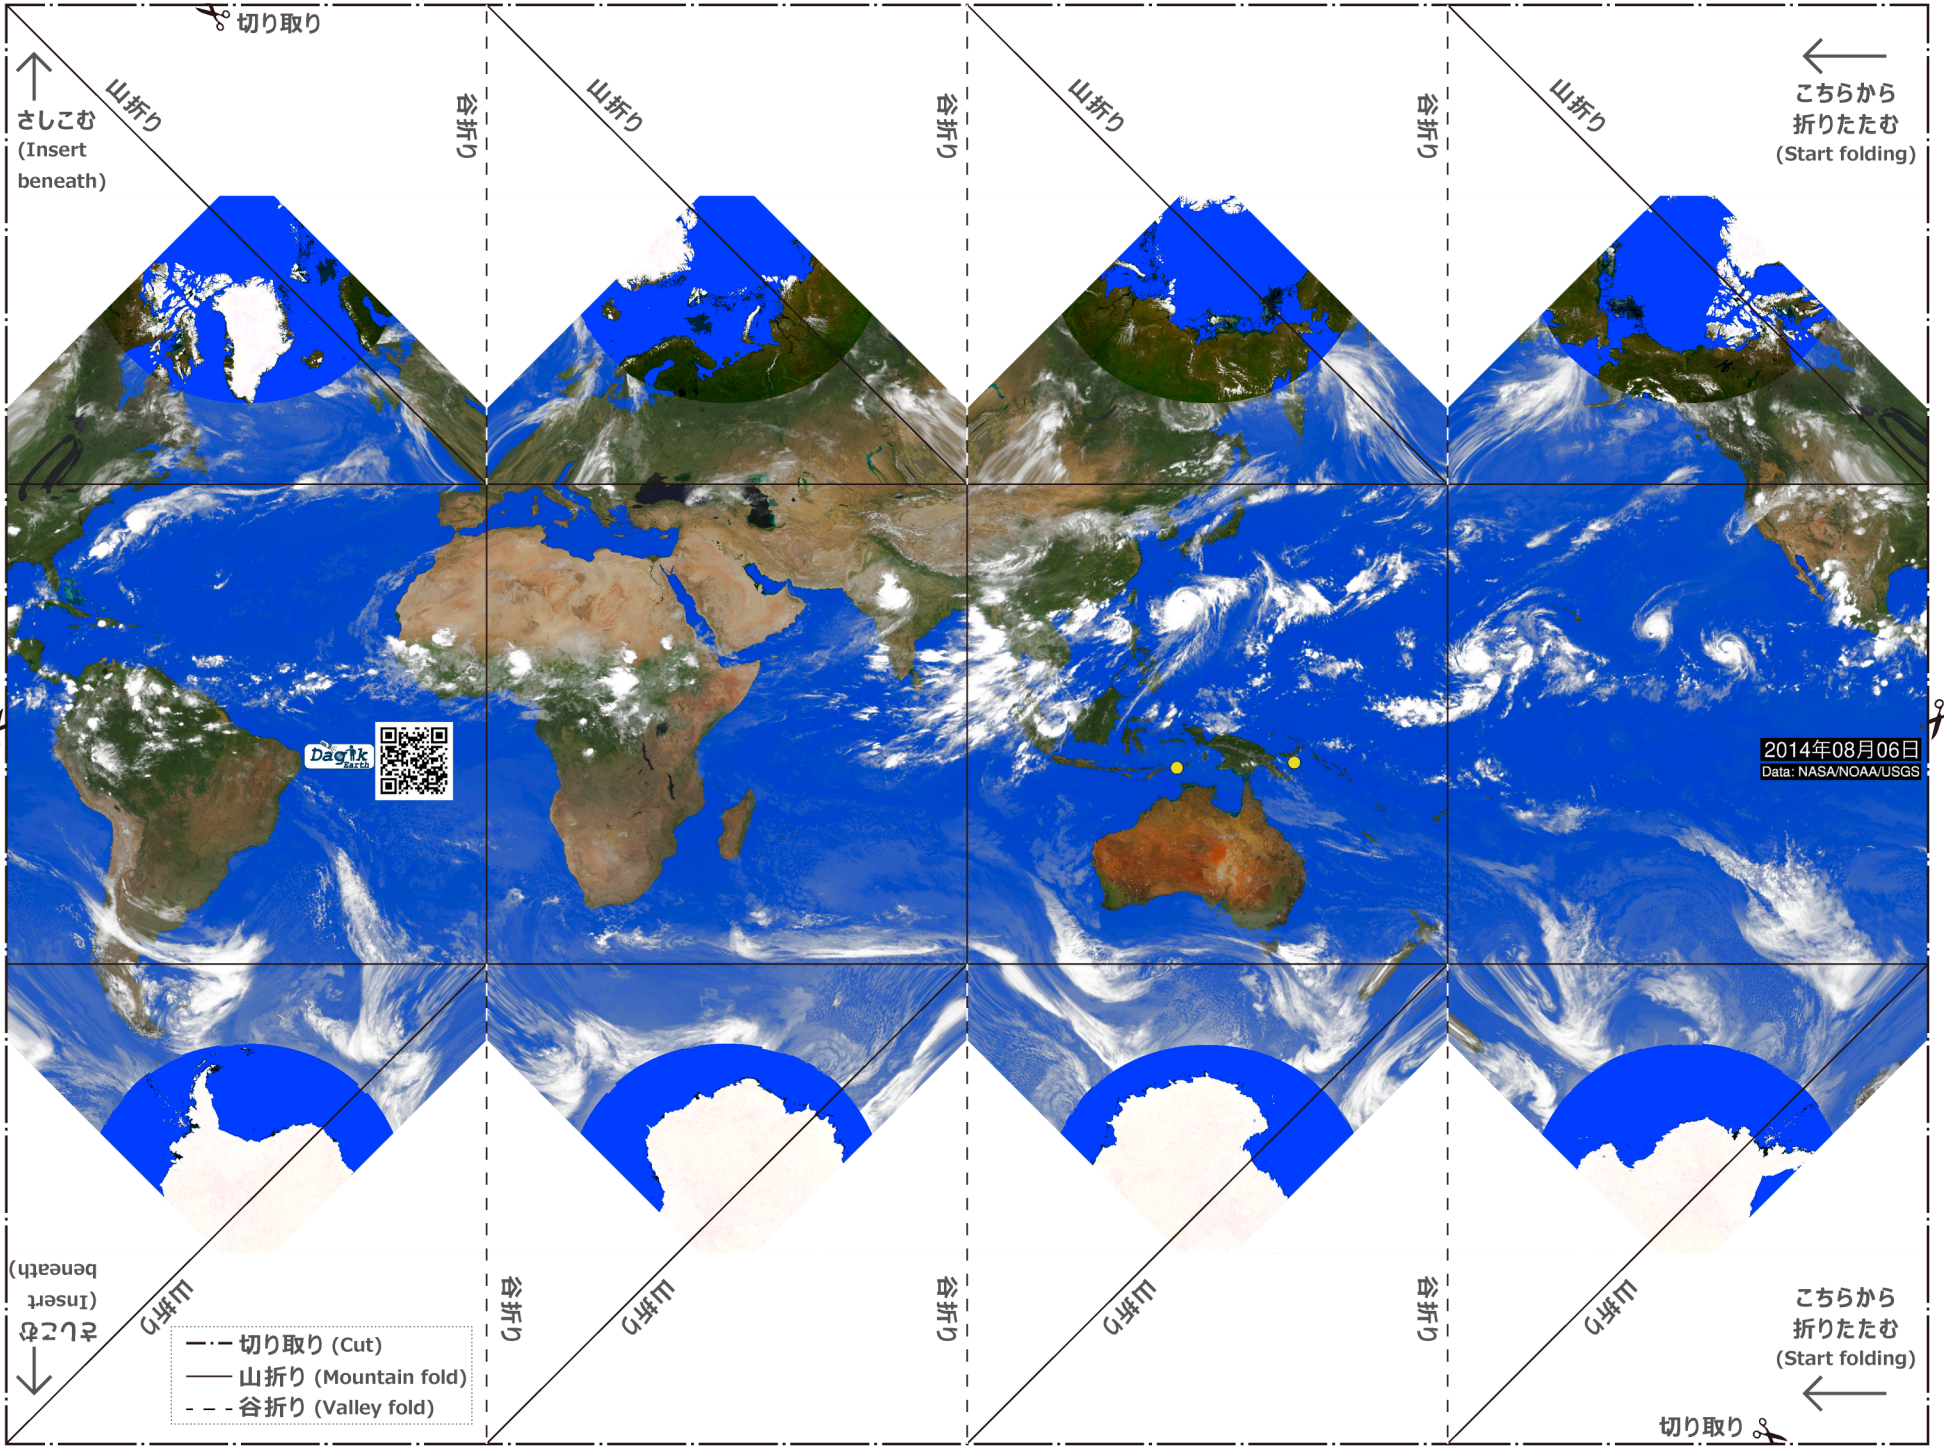 切り取り
さしこむ
(Insert
beneath)
山折り
谷折り
山折り
谷折り
山折り
谷折り
山折り
こちらから
折りたたむ
(Start folding)
Dagik
Earth
2014年08月06日
Data: NASA/NOAA/USGS
さしこむ
(Insert
beneath)
山折り
谷折り
山折り
谷折り
山折り
谷折り
山折り
こちらから
折りたたむ
(Start folding)
切り取り (Cut)
山折り (Mountain fold)
谷折り (Valley fold)
切り取り